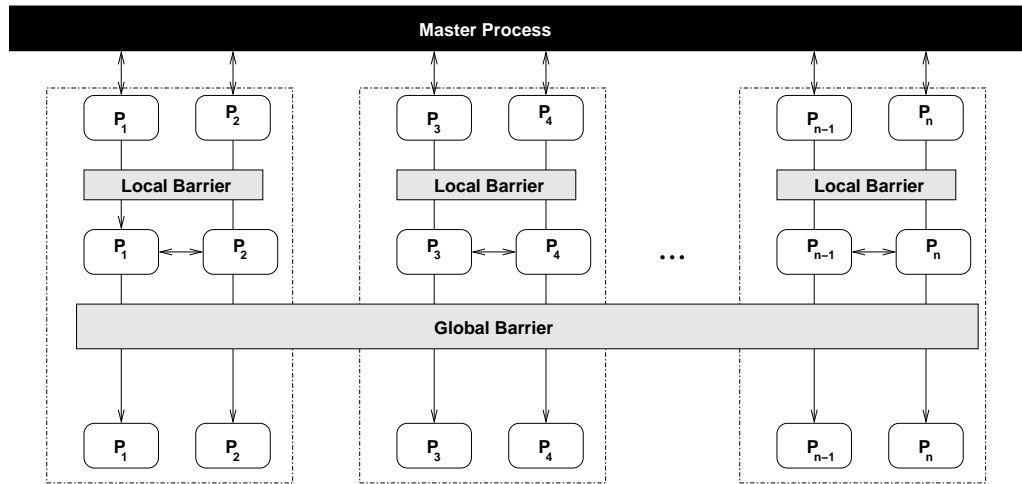 Master Process
P1 P2 P3 P4 Pn−1 Pn
Local Barrier Local Barrier Local Barrier
P1 P2 P3 P4 ... Pn−1 Pn
Global Barrier
P1 P2 P3 P4 Pn−1 Pn